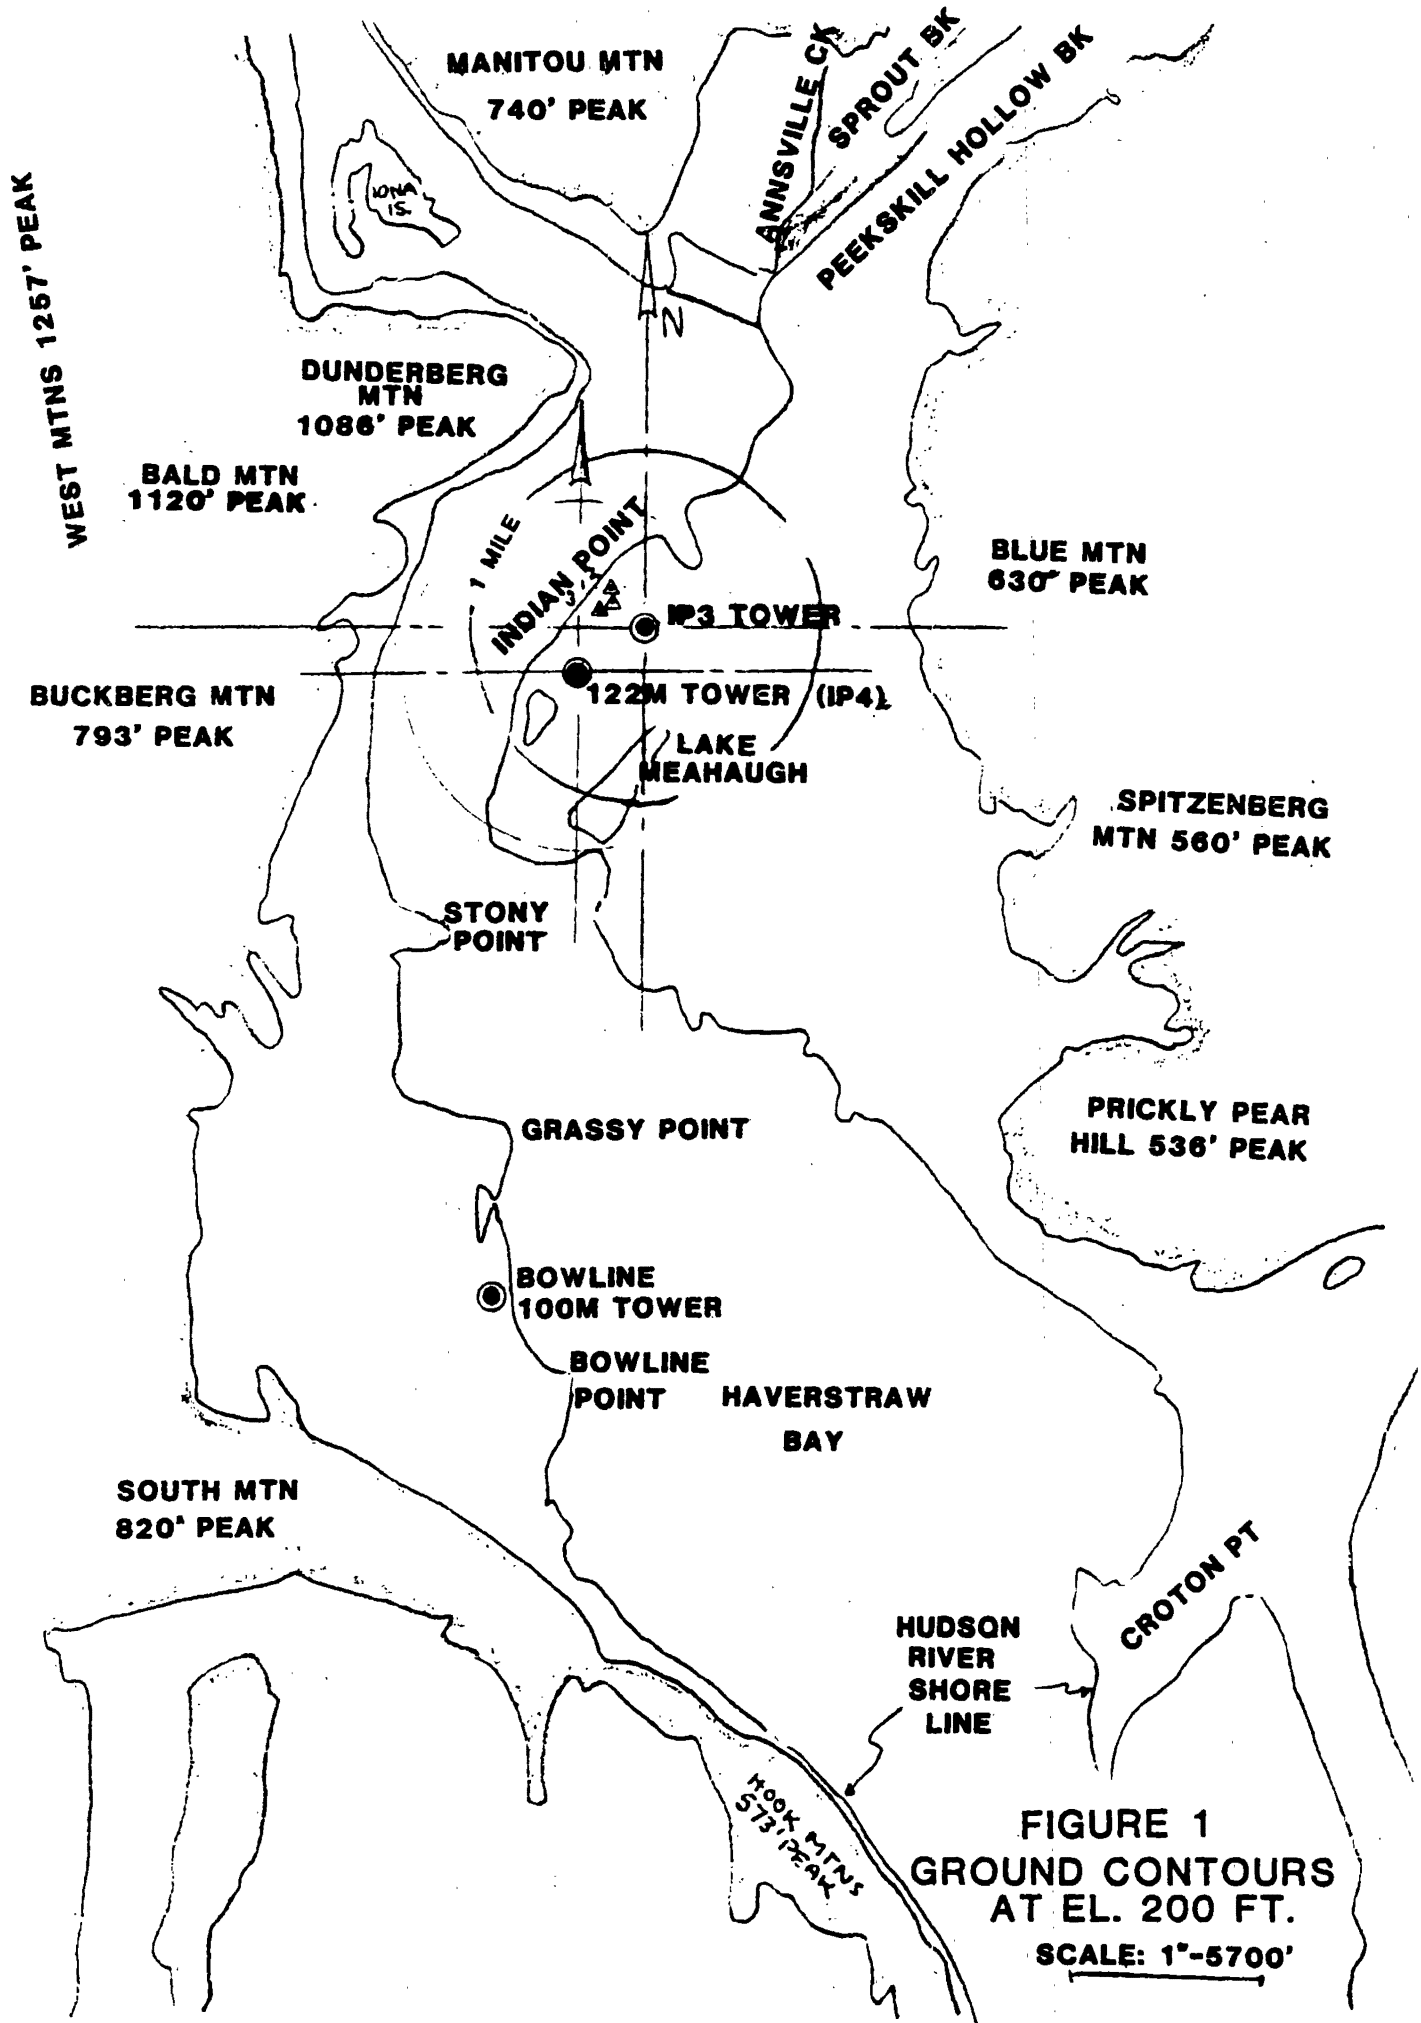 MANITOU MTN
740' PEAK
ANNSVILLE CK
SPROUT BK
PEEKSKILL HOLLOW BK
IONA
IS.
WEST MTNS 1257' PEAK
N
DUNDERBERG
MTN
1086' PEAK
BALD MTN
1120' PEAK
1 MILE
INDIAN POINT
BLUE MTN
630' PEAK
IP3 TOWER
122M TOWER (IP4)
BUCKBERG MTN
793' PEAK
LAKE
MEAHAUGH
SPITZENBERG
MTN 560' PEAK
STONY
POINT
GRASSY POINT
PRICKLY PEAR
HILL 536' PEAK
BOWLINE
100M TOWER
BOWLINE
POINT
HAVERSTRAW
BAY
SOUTH MTN
820' PEAK
CROTON PT
HUDSON
RIVER
SHORE
LINE
HOOK MTNS
573' PEAK
FIGURE 1
GROUND CONTOURS
AT EL. 200 FT.
SCALE: 1"-5700'